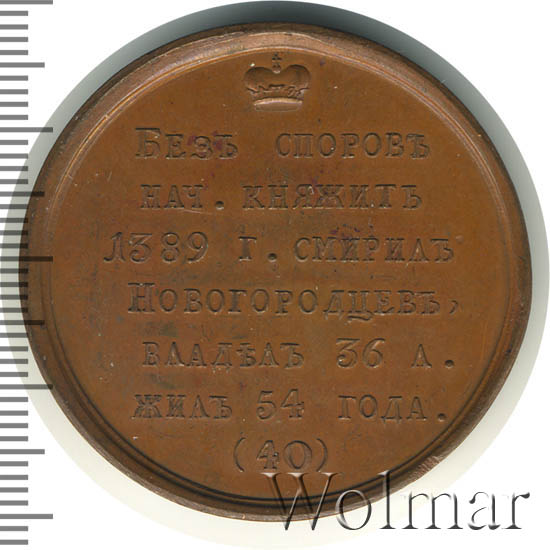 БЕЗЪ СПОРОВЪ
НАЧ. КНЯЖИТЬ
1389 Г. СМИРИЛЪ
НОВОГОРОДЦЕВЪ,
ВЛАДѢЛЪ 36 Л.
ЖИЛЪ 54 ГОДА.
(40)
Wolmar